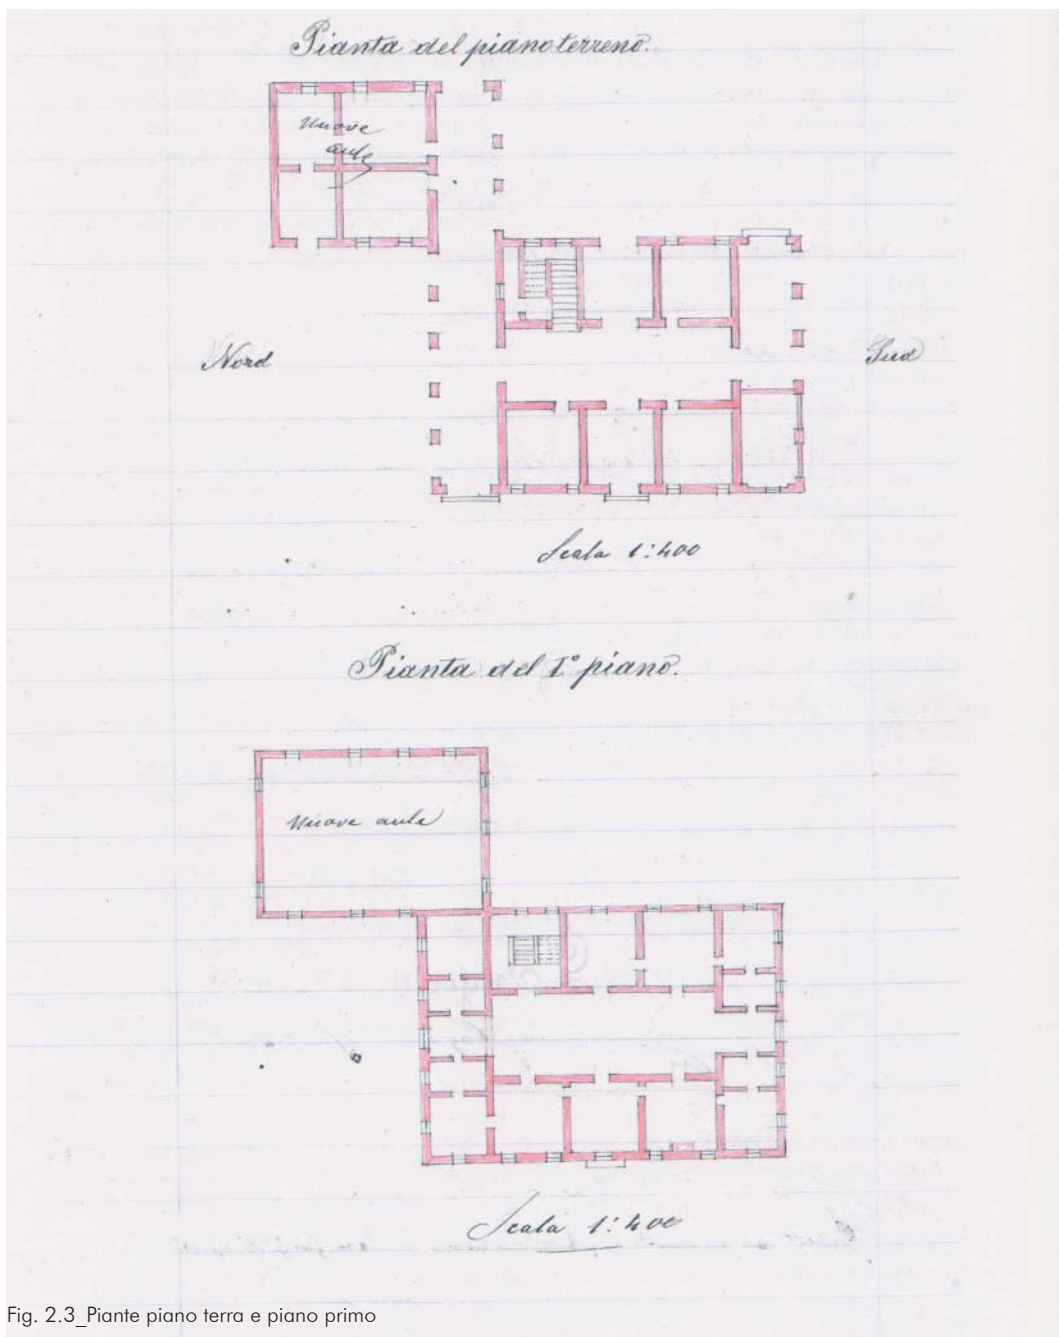 Pianta del piano terreno.
Nuove
aule
Nord
Sud
Scala 1:400
Pianta del I° piano.
Nuove aule
Scala 1:400
Fig. 2.3_Piante piano terra e piano primo